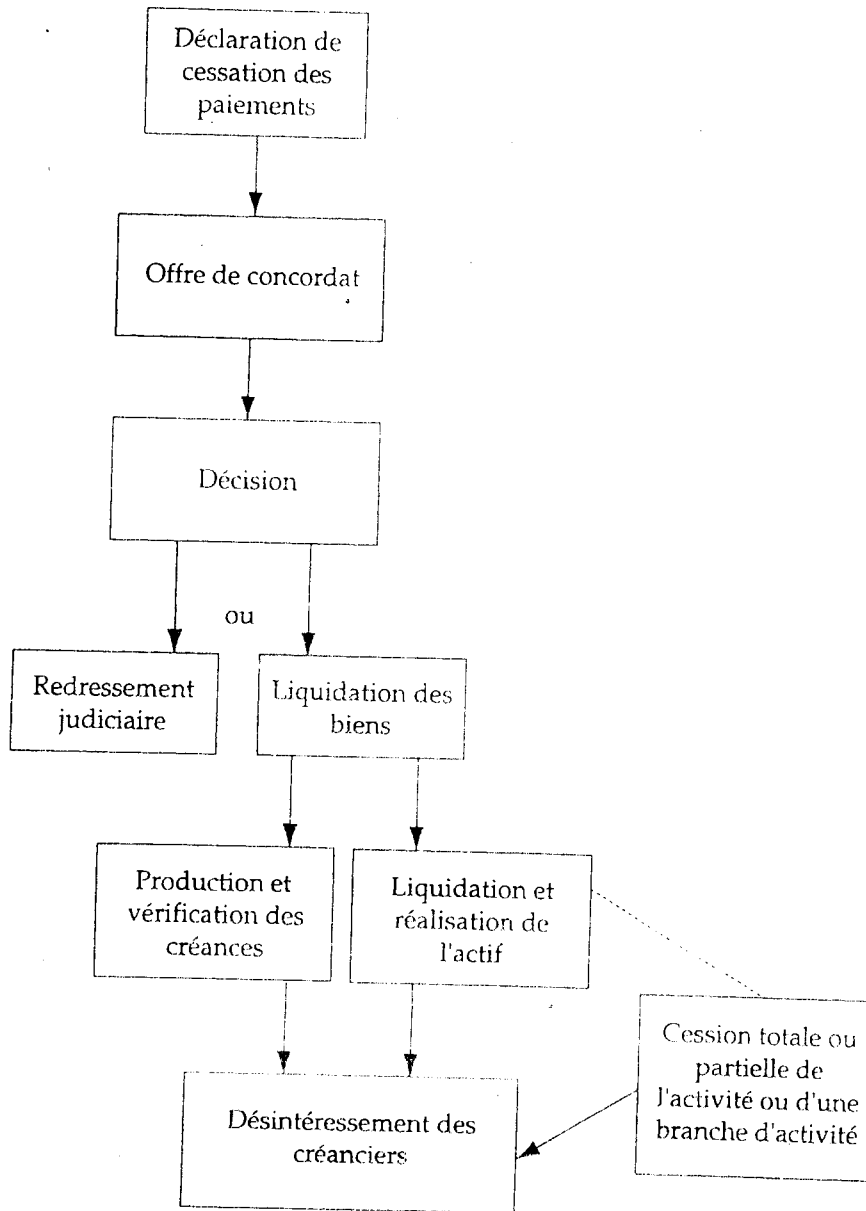 Déclaration de
cessation des
paiements
Offre de concordat
Décision
ou
Redressement
judiciaire
Liquidation des
biens
Production et
vérification des
créances
Liquidation et
réalisation de
l'actif
Cession totale ou
partielle de
l'activité ou d'une
branche d'activité
Désintéressement des
créanciers